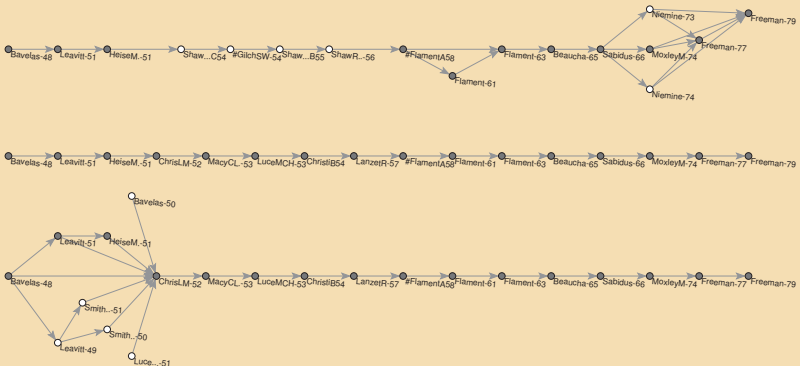 Niemine-73
Freeman-79
Bavelas-48 Leavitt-51 HeiseM.-51 Shaw...C54 #GilchSW-54 Shaw...B55 ShawR..-56 #FlamentA58 Flament-63 Beaucha-65 Sabidus-66 MoxleyM-74 Freeman-77
Flament-61
Niemine-74
Bavelas-48 Leavitt-51 HeiseM.-51 ChrisLM-52 MacyCL.-53 LuceMCH-53 ChristiB54 LanzetR-57 #FlamentA58 Flament-61 Flament-63 Beaucha-65 Sabidus-66 MoxleyM-74 Freeman-77 Freeman-79
Bavelas-50
Leavitt-51 HeiseM.-51
Bavelas-48 ChrisLM-52 MacyCL.-53 LuceMCH-53 ChristiB54 LanzetR-57 #FlamentA58 Flament-61 Flament-63 Beaucha-65 Sabidus-66 MoxleyM-74 Freeman-77 Freeman-79
Smith..-51
Smith..-50
Leavitt-49
Luce...-51